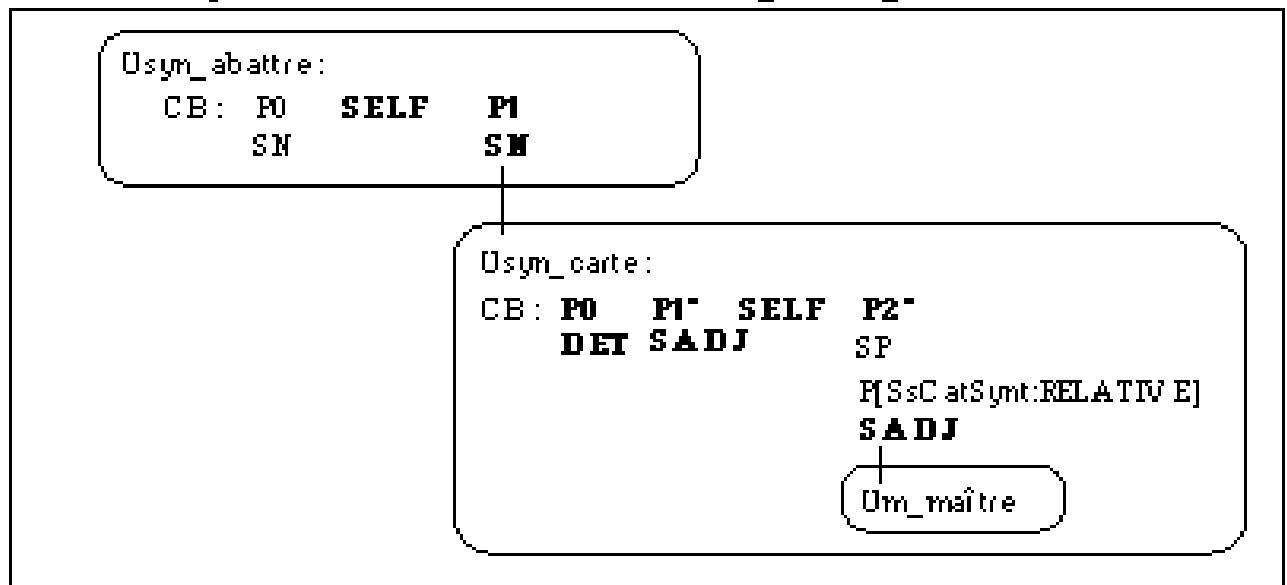 Usyn_abattre:
CB: P0 SELF P1
SN SN
Usyn_carte:
CB: P0 P1* SELF P2*
DET SADJ SP
P[SsCatSynt:RELATIVE]
SADJ
Um_maître